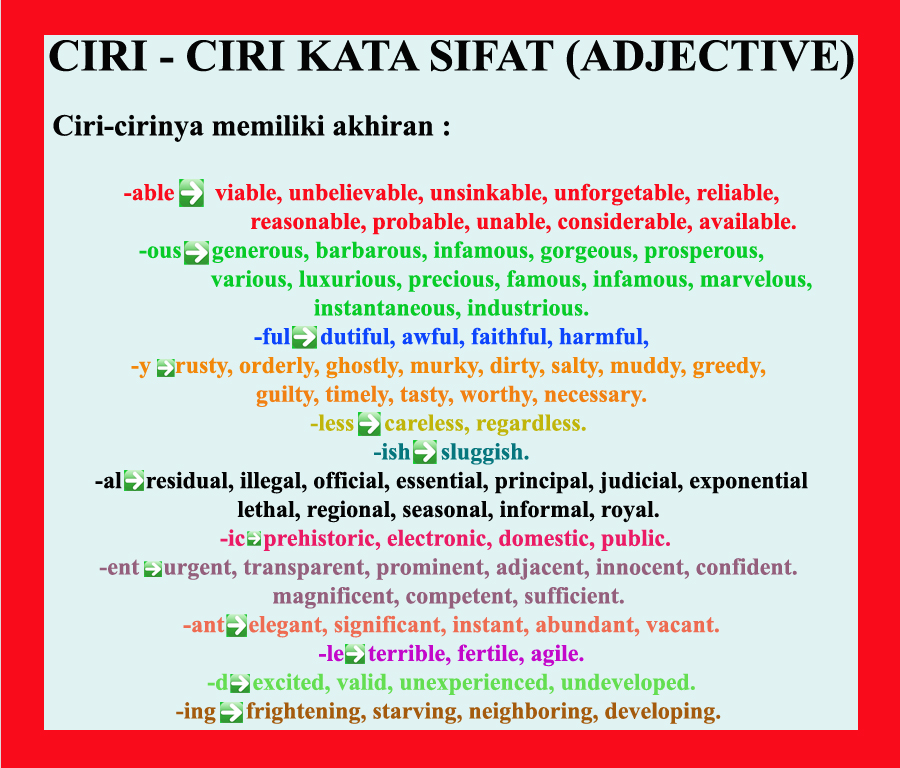 CIRI - CIRI KATA SIFAT (ADJECTIVE)
Ciri-cirinya memiliki akhiran :
-able ➡ viable, unbelievable, unsinkable, unforgetable, reliable,
reasonable, probable, unable, considerable, available.
-ous ➡ generous, barbarous, infamous, gorgeous, prosperous,
various, luxurious, precious, famous, infamous, marvelous,
instantaneous, industrious.
-ful ➡ dutiful, awful, faithful, harmful,
-y ➡ rusty, orderly, ghostly, murky, dirty, salty, muddy, greedy,
guilty, timely, tasty, worthy, necessary.
-less ➡ careless, regardless.
-ish ➡ sluggish.
-al ➡ residual, illegal, official, essential, principal, judicial, exponential
lethal, regional, seasonal, informal, royal.
-ic ➡ prehistoric, electronic, domestic, public.
-ent ➡ urgent, transparent, prominent, adjacent, innocent, confident.
magnificent, competent, sufficient.
-ant ➡ elegant, significant, instant, abundant, vacant.
-le ➡ terrible, fertile, agile.
-d ➡ excited, valid, unexperienced, undeveloped.
-ing ➡ frightening, starving, neighboring, developing.